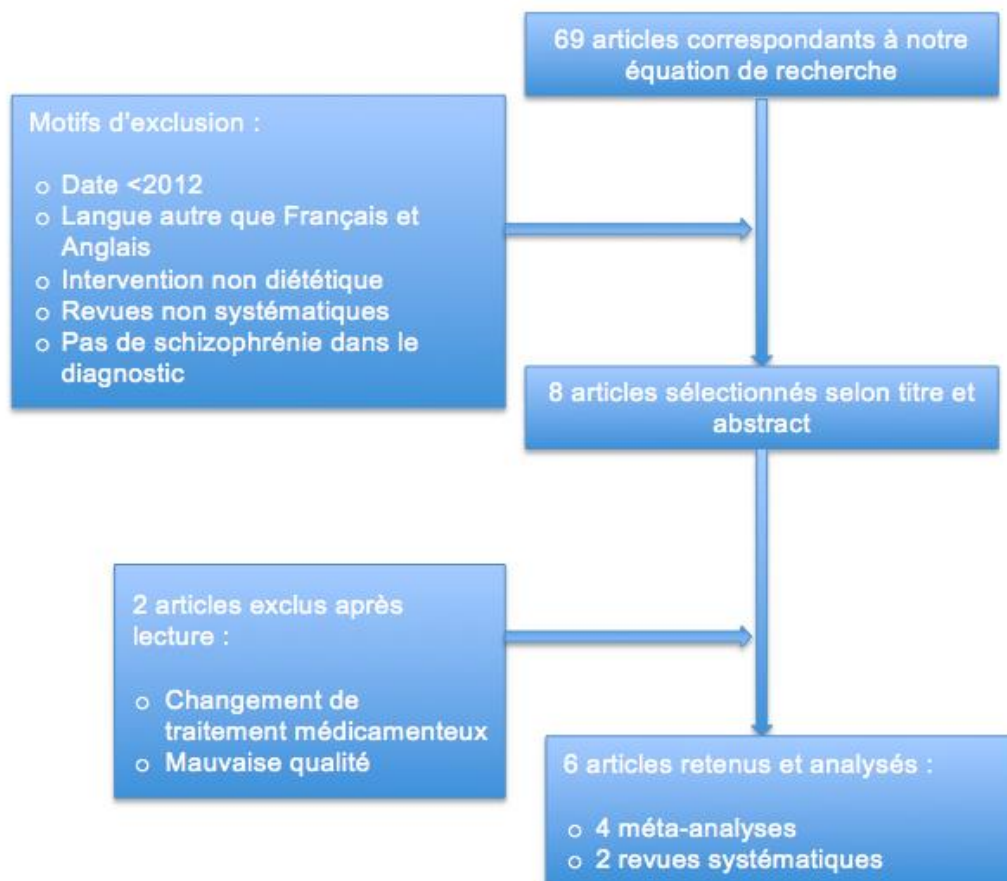 69 articles correspondants à notre
équation de recherche
Motifs d'exclusion :
o Date <2012
o Langue autre que Français et
Anglais
o Intervention non diététique
o Revues non systématiques
o Pas de schizophrénie dans le
diagnostic
8 articles sélectionnés selon titre et
abstract
2 articles exclus après
lecture :
o Changement de
traitement médicamenteux
o Mauvaise qualité
6 articles retenus et analysés :
o 4 méta-analyses
o 2 revues systématiques